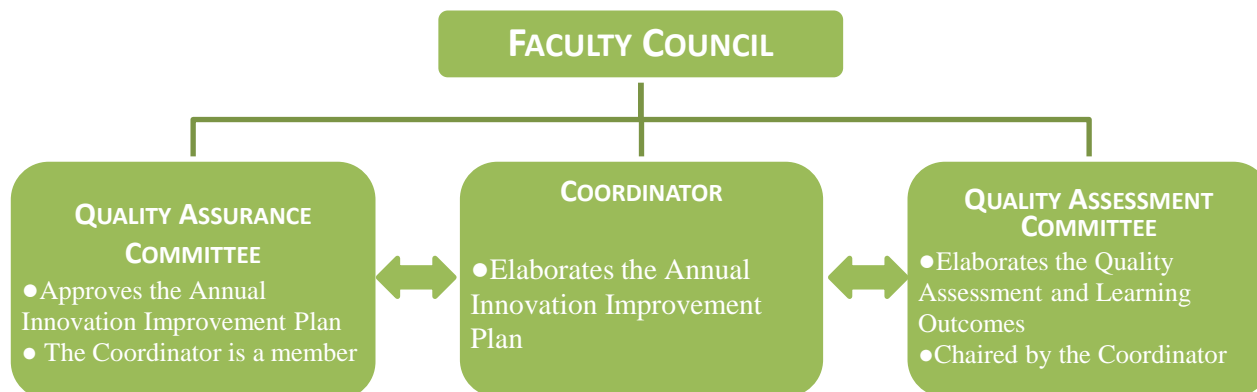 FACULTY COUNCIL
QUALITY ASSURANCE
COMMITTEE
●Approves the Annual
Innovation Improvement Plan
● The Coordinator is a member
COORDINATOR
●Elaborates the Annual
Innovation Improvement
Plan
QUALITY ASSESSMENT
COMMITTEE
●Elaborates the Quality
Assessment and Learning
Outcomes
●Chaired by the Coordinator